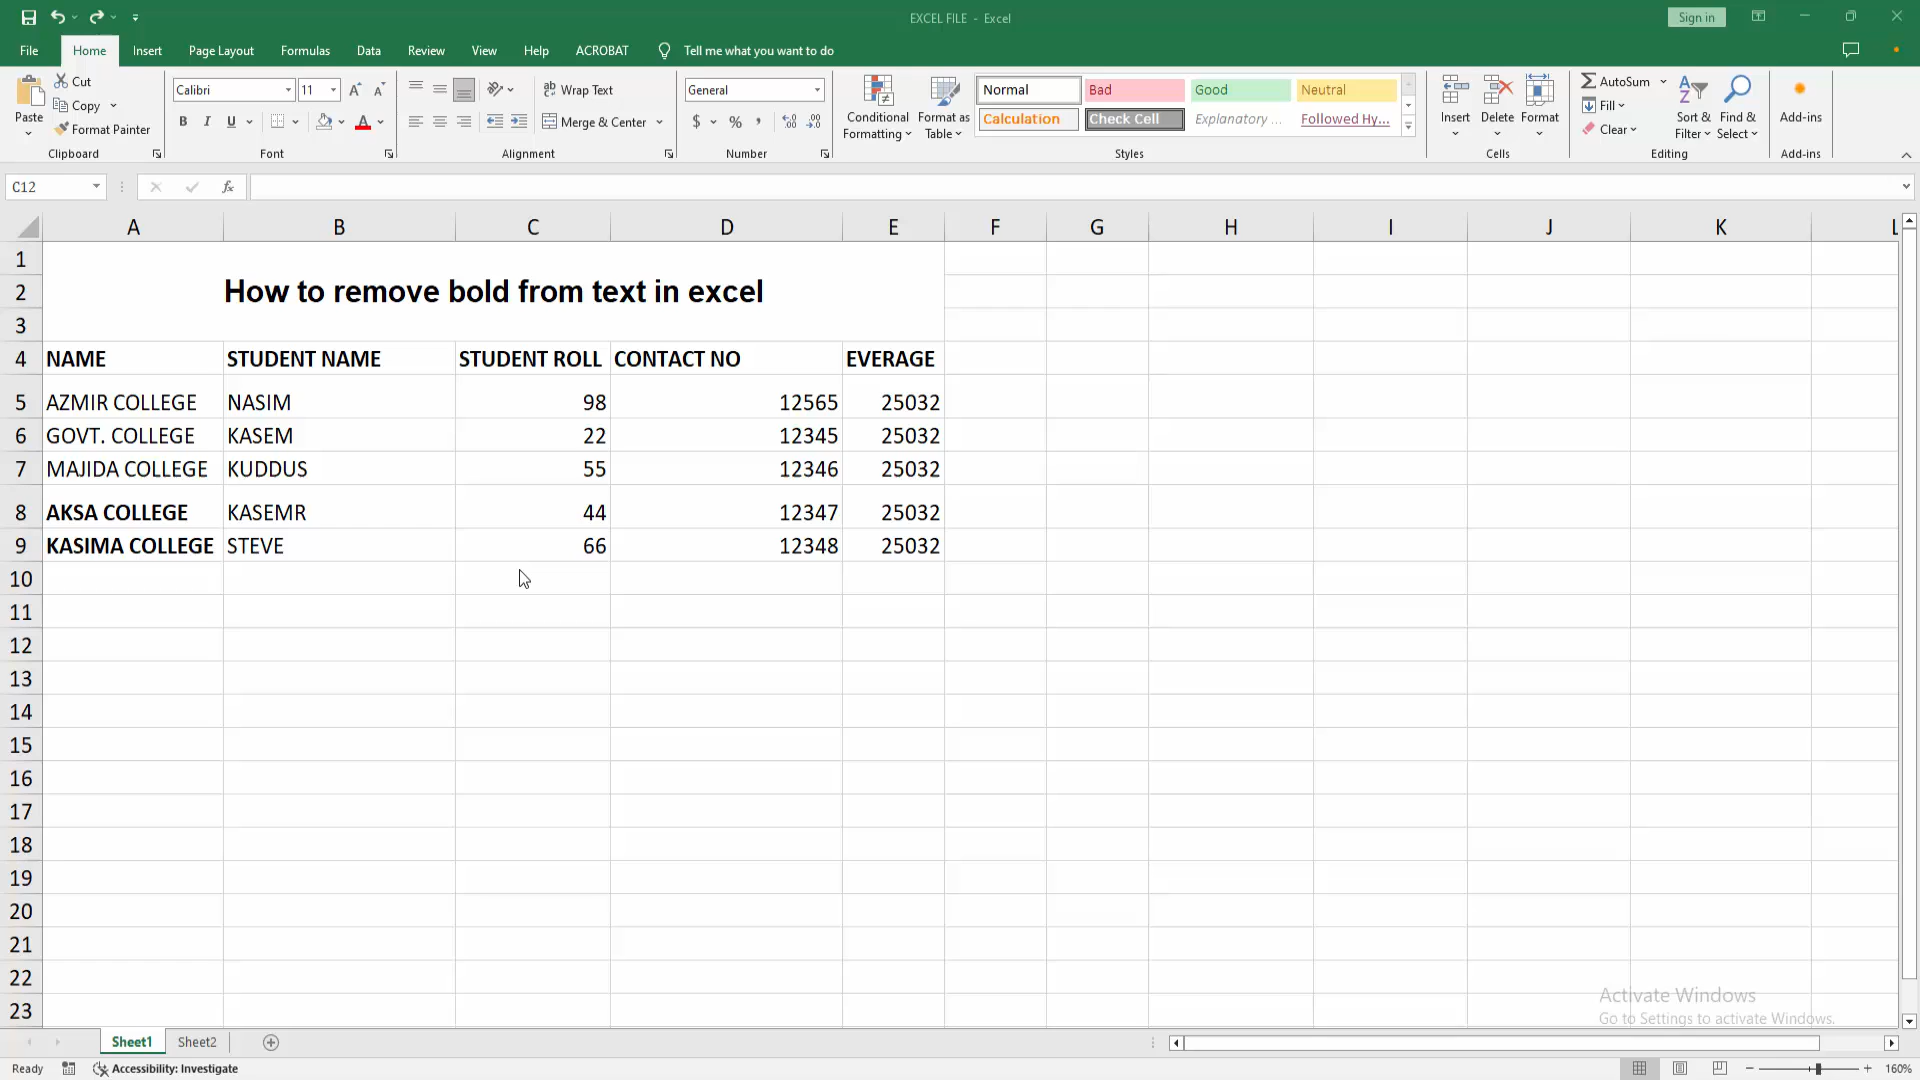 EXCEL FILE - Excel
Sign in
File Home Insert Page Layout Formulas Data Review View Help ACROBAT Tell me what you want to do
Paste Cut Copy Format Painter Clipboard
Calibri 11 B I U A Font
Wrap Text Merge & Center Alignment
General $ % , Number
Conditional Formatting Format as Table
Normal Bad Good Neutral
Calculation Check Cell Explanatory ... Followed Hy...
Styles
Insert Delete Format Cells
AutoSum Fill Clear Sort & Filter Find & Select Editing
Add-ins Add-ins
C12 fx
A B C D E F G H I J K L
1
2 How to remove bold from text in excel
3
4 NAME STUDENT NAME STUDENT ROLL CONTACT NO EVERAGE
5 AZMIR COLLEGE NASIM 98 12565 25032
6 GOVT. COLLEGE KASEM 22 12345 25032
7 MAJIDA COLLEGE KUDDUS 55 12346 25032
8 AKSA COLLEGE KASEMR 44 12347 25032
9 KASIMA COLLEGE STEVE 66 12348 25032
10
11
12
13
14
15
16
17
18
19
20
21
22
23
Activate Windows
Go to Settings to activate Windows.
Sheet1 Sheet2
Ready Accessibility: Investigate 160%